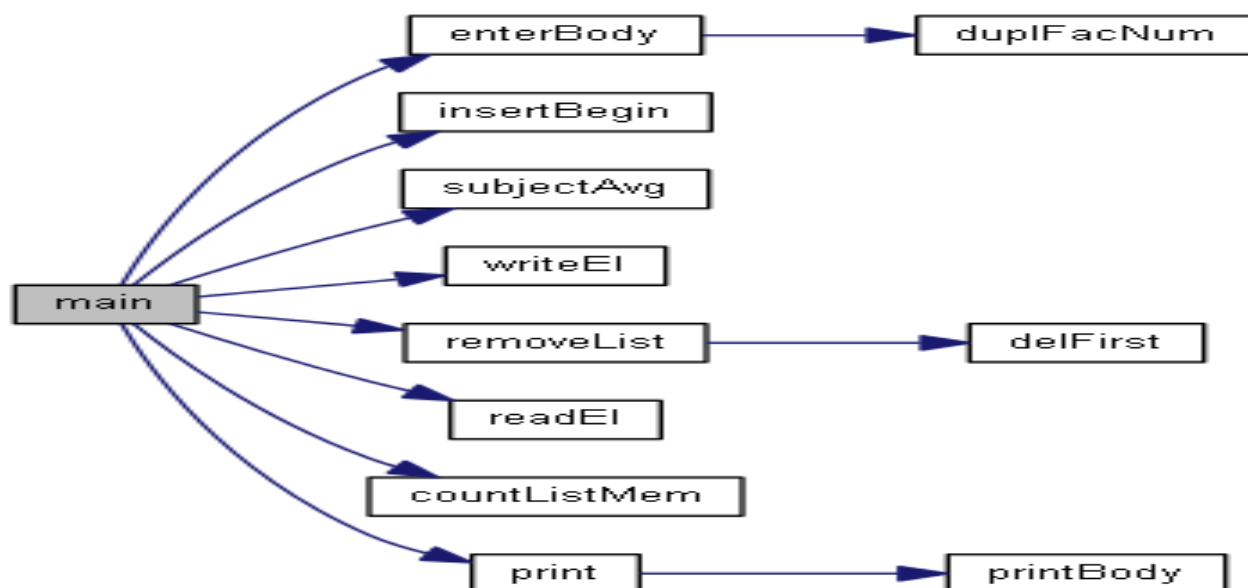 enterBody
duplFacNum
insertBegin
subjectAvg
writeEl
main
removeList
delFirst
readEl
countListMem
print
printBody